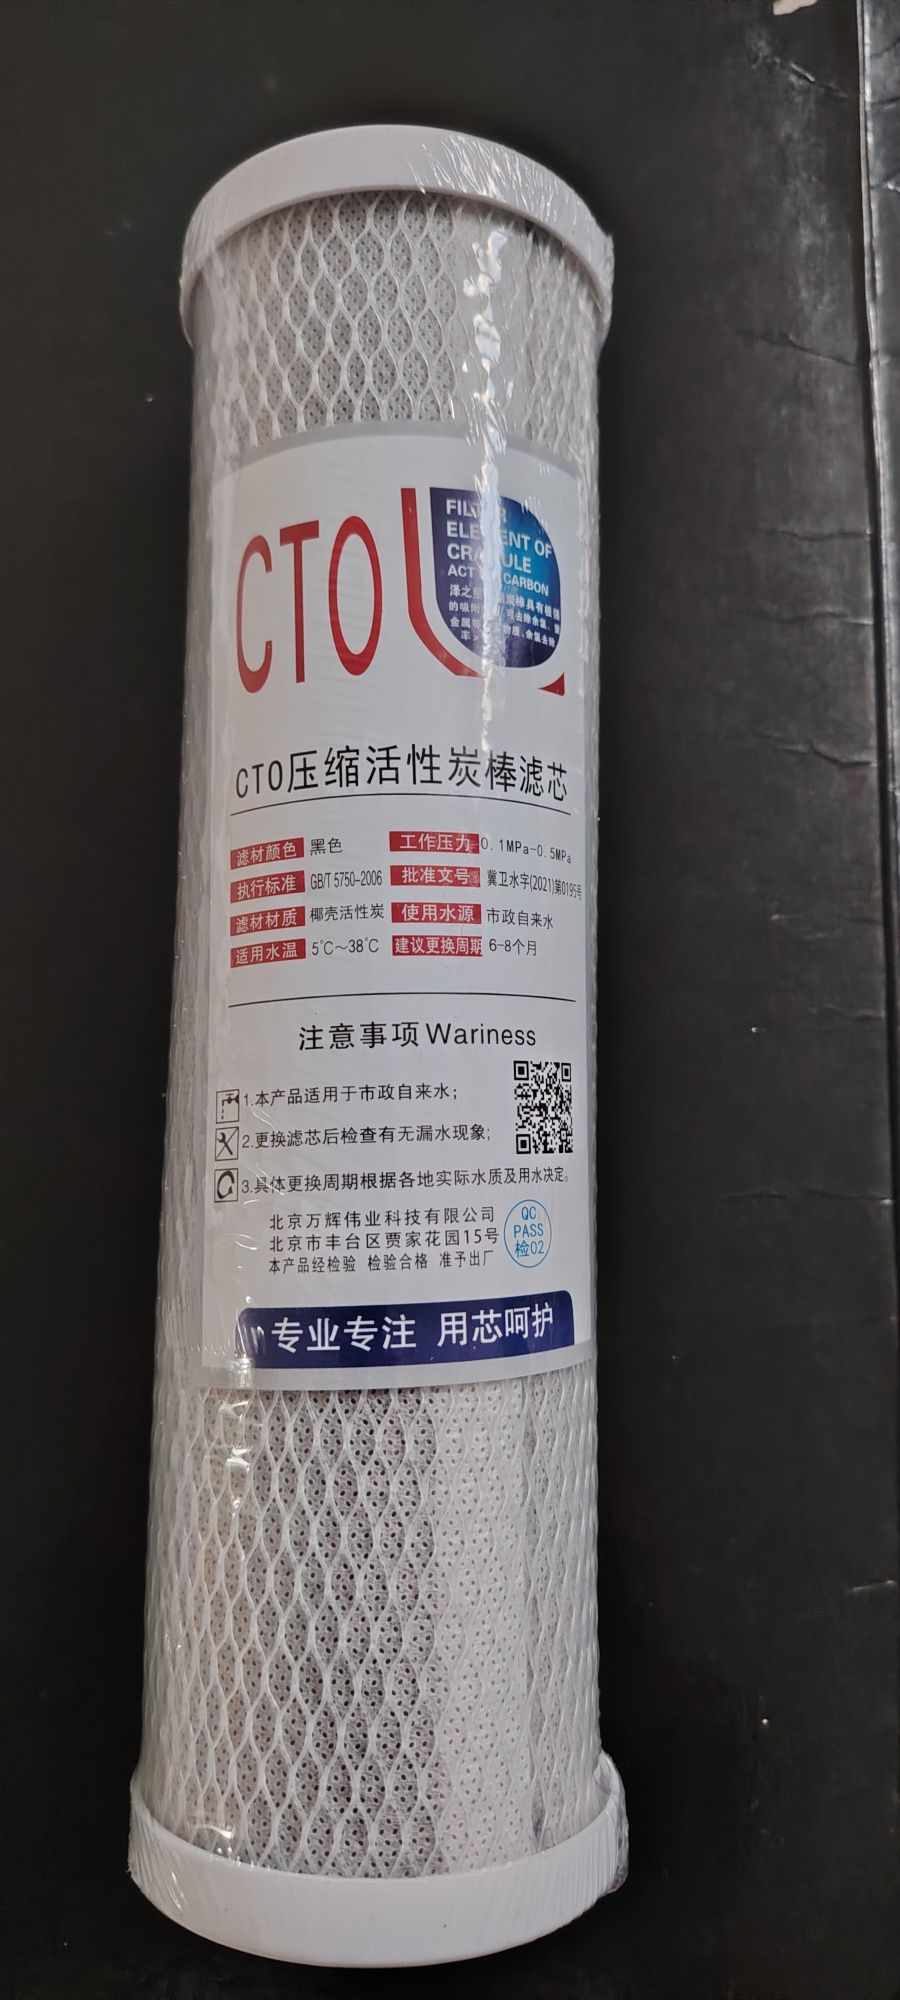 CTO
FILTER
ELEMENT OF
CARBON
CTO压缩活性炭棒滤芯
滤材颜色 黑色 工作压力 0.1MPa-0.5MPa
执行标准 GB/T 5750-2006 批准文号 冀卫水字(2021)第0195号
滤材材质 椰壳活性炭 使用水源 市政自来水
适用水温 5℃~38℃ 建议更换周期 6-8个月
注意事项 Wariness
1.本产品适用于市政自来水;
2.更换滤芯后检查有无漏水现象;
3.具体更换周期根据各地实际水质及用水决定。
北京万辉伟业科技有限公司
北京市丰台区贾家花园15号
本产品经检验 检验合格 准予出厂
QC
PASS
检02
专业专注 用芯呵护